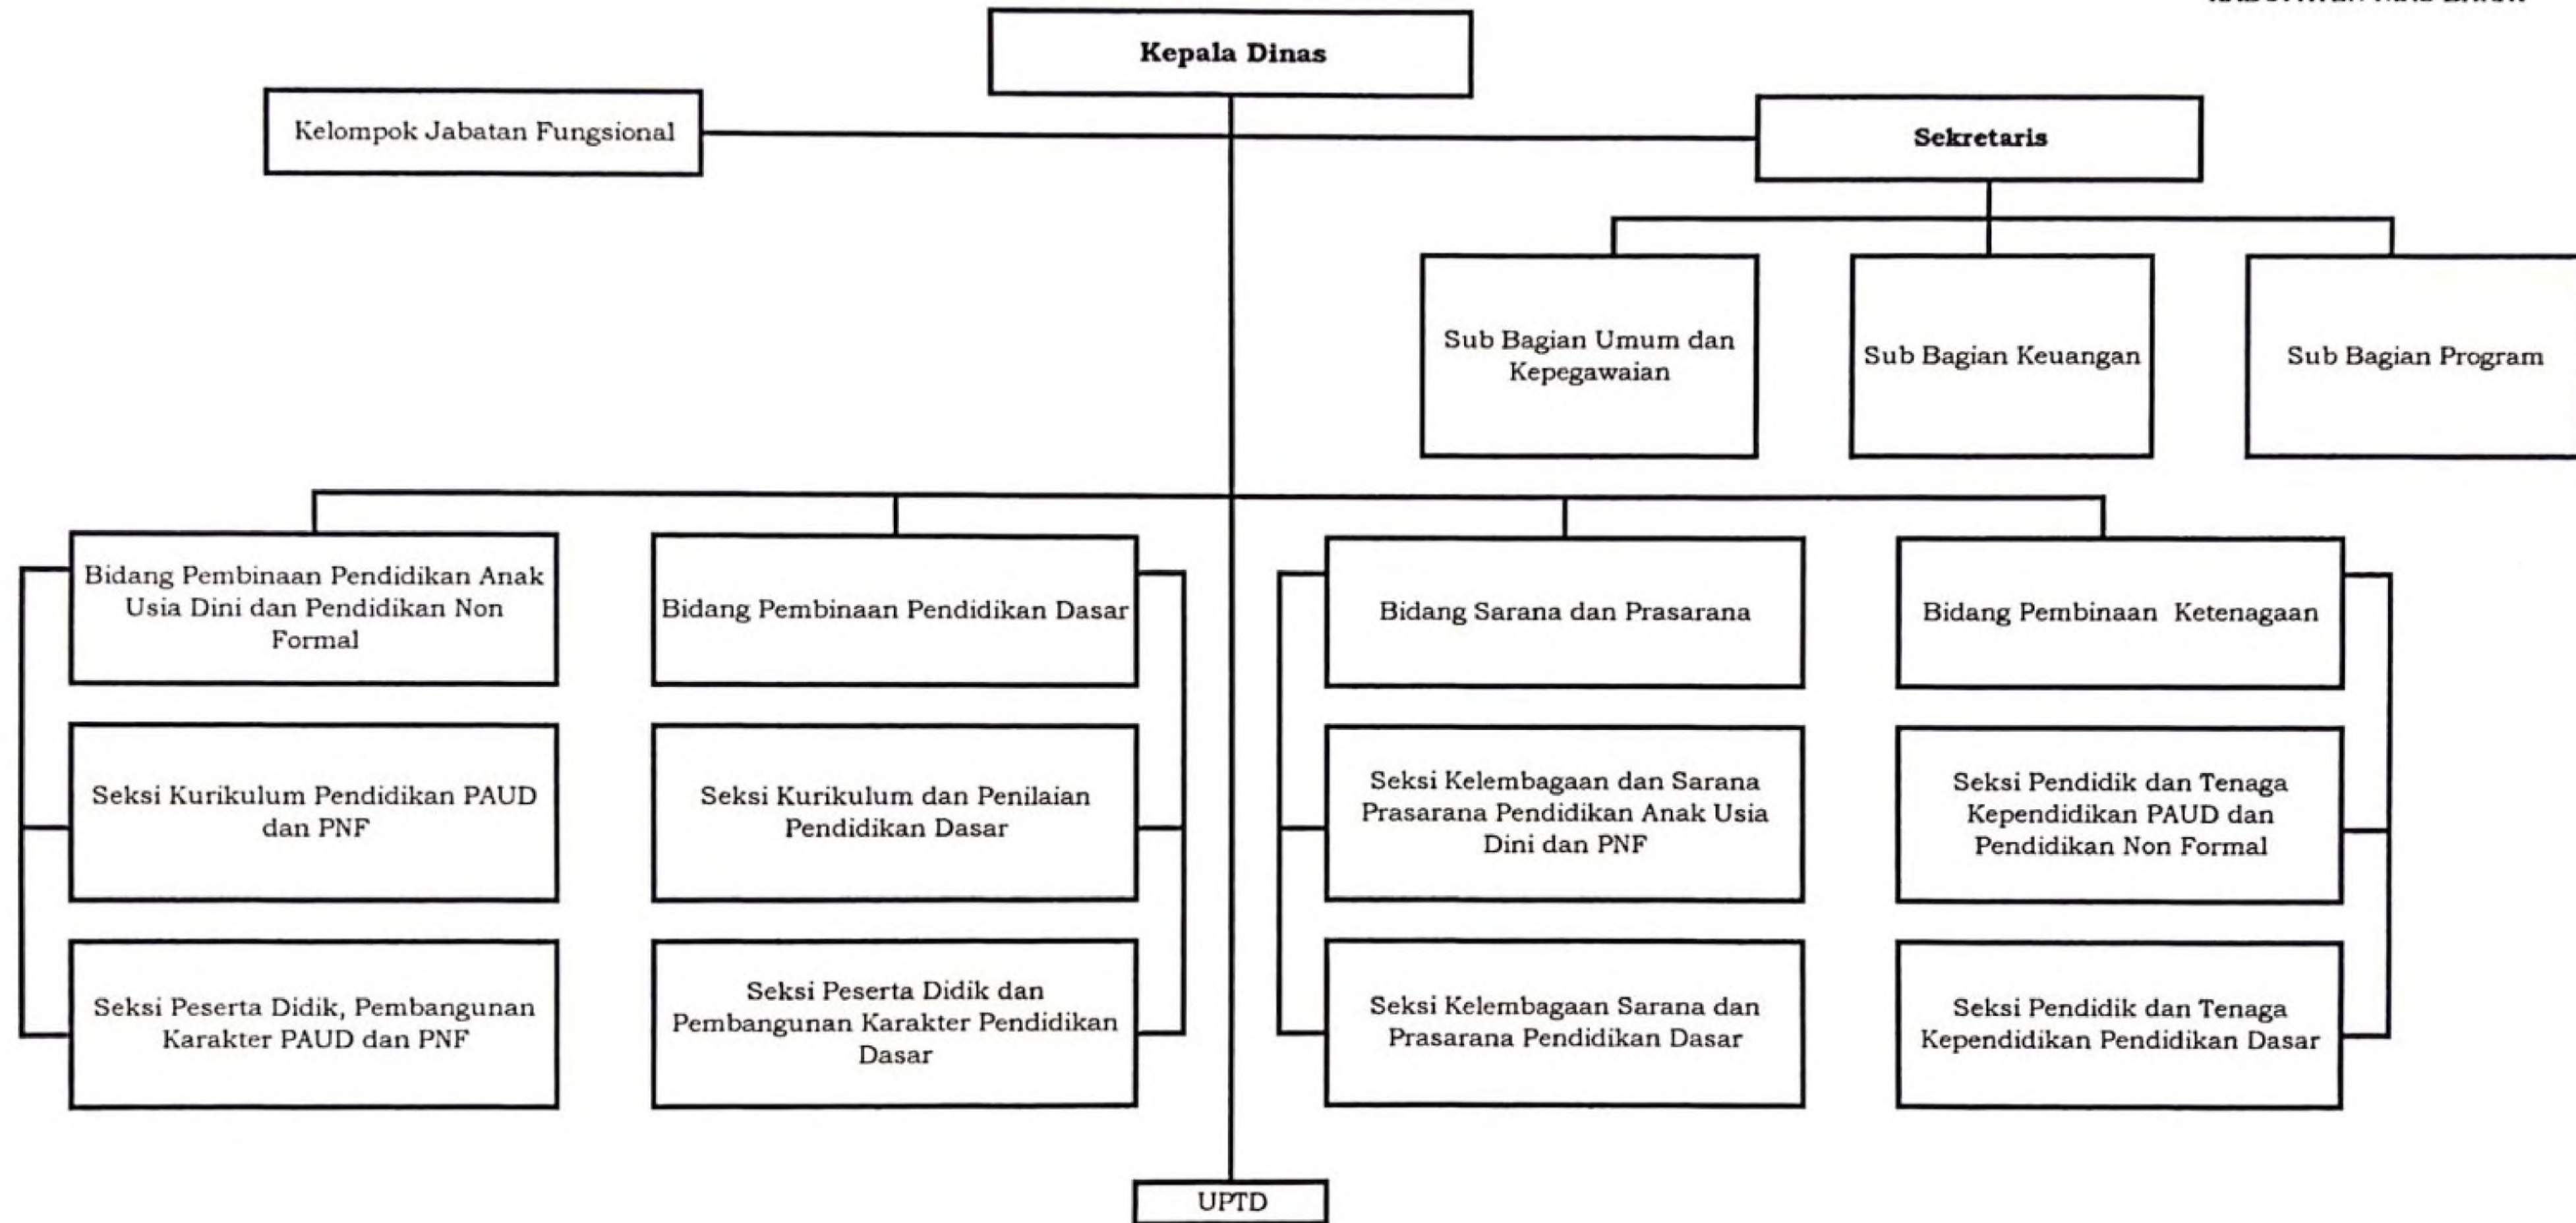 Kepala Dinas
Kelompok Jabatan Fungsional
Sekretaris
Sub Bagian Umum dan
Kepegawaian
Sub Bagian Keuangan
Sub Bagian Program
Bidang Pembinaan Pendidikan Anak
Usia Dini dan Pendidikan Non
Formal
Bidang Pembinaan Pendidikan Dasar
Bidang Sarana dan Prasarana
Bidang Pembinaan Ketenagaan
Seksi Kurikulum Pendidikan PAUD
dan PNF
Seksi Kurikulum dan Penilaian
Pendidikan Dasar
Seksi Kelembagaan dan Sarana
Prasarana Pendidikan Anak Usia
Dini dan PNF
Seksi Pendidik dan Tenaga
Kependidikan PAUD dan
Pendidikan Non Formal
Seksi Peserta Didik, Pembangunan
Karakter PAUD dan PNF
Seksi Peserta Didik dan
Pembangunan Karakter Pendidikan
Dasar
Seksi Kelembagaan Sarana dan
Prasarana Pendidikan Dasar
Seksi Pendidik dan Tenaga
Kependidikan Pendidikan Dasar
UPTD